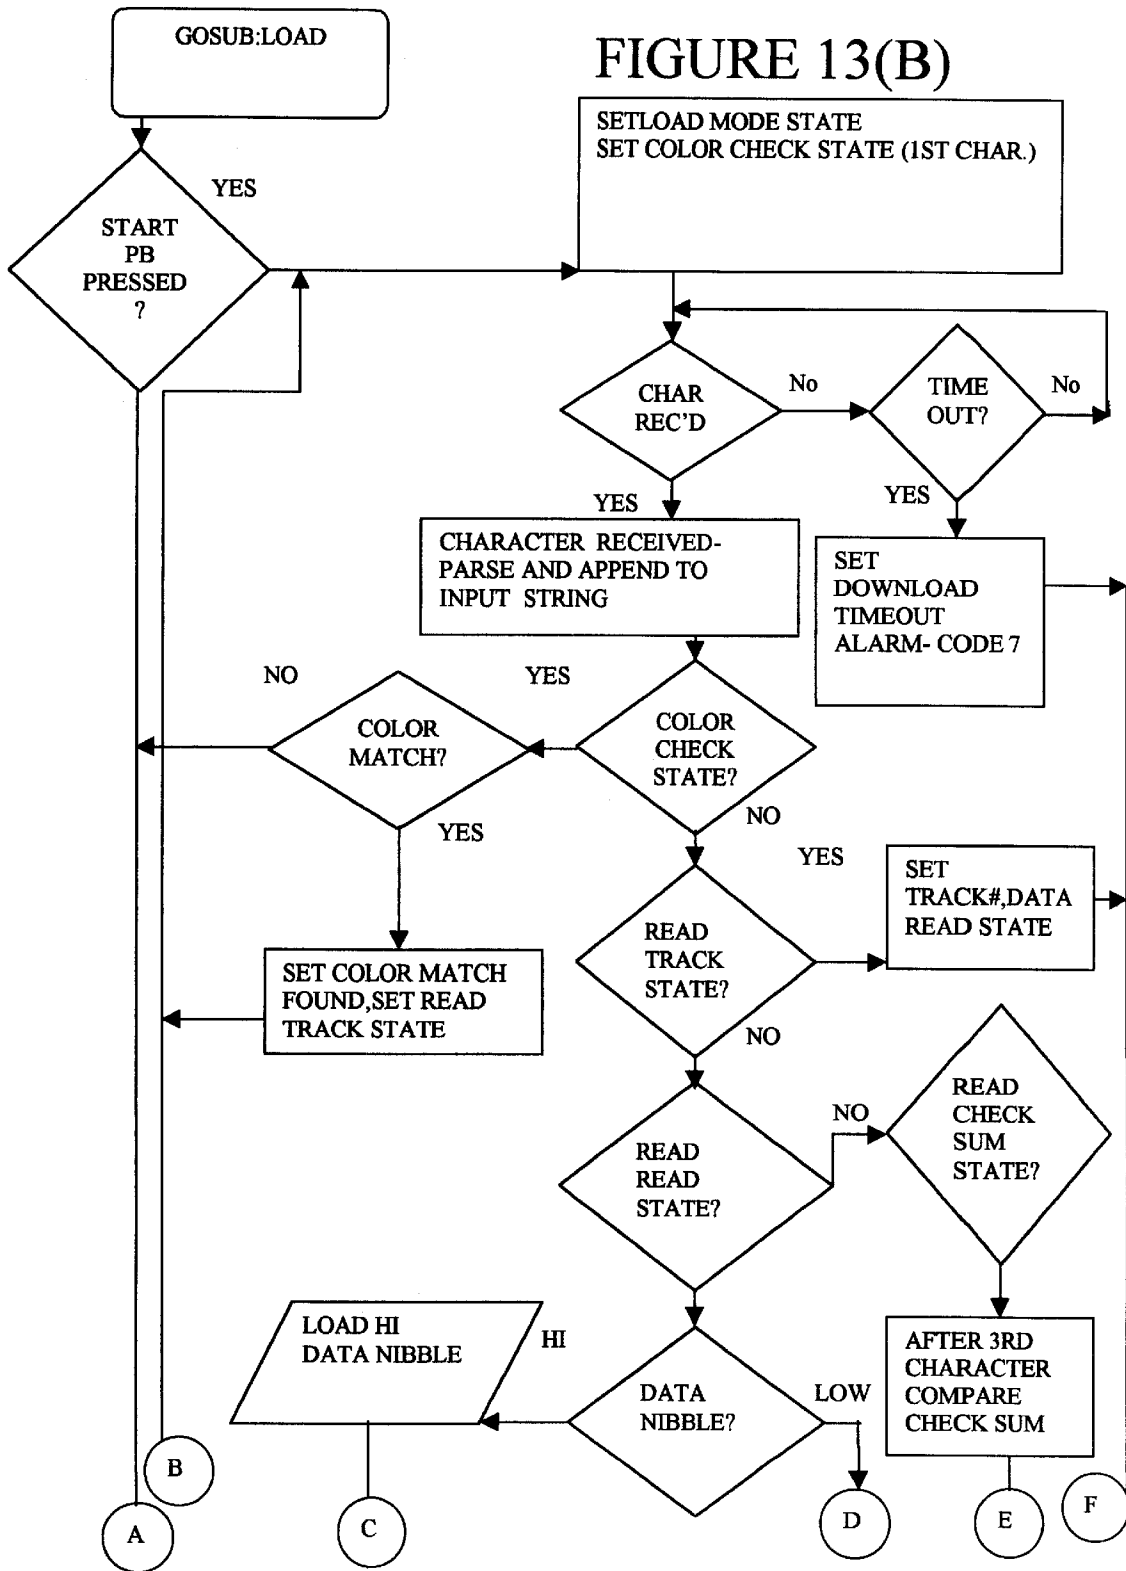 GOSUB:LOAD
FIGURE 13(B)
SETLOAD MODE STATE
SET COLOR CHECK STATE (1ST CHAR.)
YES
START
PB
PRESSED
?
CHAR
REC'D
No
TIME
OUT?
No
YES
YES
CHARACTER RECEIVED-
PARSE AND APPEND TO
INPUT STRING
SET
DOWNLOAD
TIMEOUT
ALARM- CODE 7
NO
YES
COLOR
MATCH?
COLOR
CHECK
STATE?
YES
NO
YES
SET
TRACK#,DATA
READ STATE
READ
TRACK
STATE?
SET COLOR MATCH
FOUND,SET READ
TRACK STATE
NO
READ
READ
STATE?
NO
READ
CHECK
SUM
STATE?
LOAD HI
DATA NIBBLE
HI
DATA
NIBBLE?
LOW
AFTER 3RD
CHARACTER
COMPARE
CHECK SUM
B
A
C
D
E
F